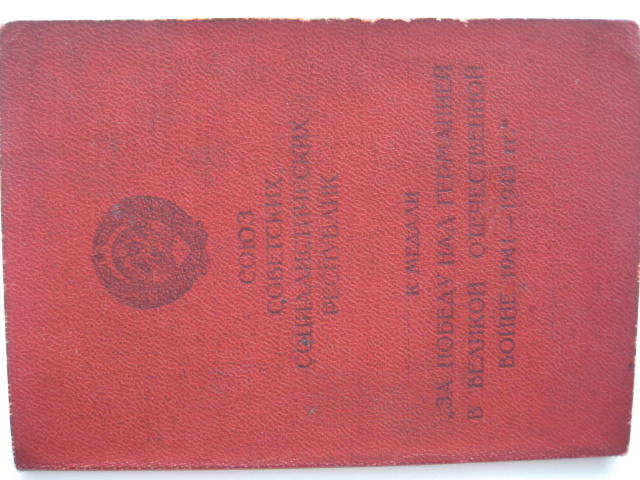 СОЮЗ
СОВЕТСКИХ
СОЦИАЛИСТИЧЕСКИХ
РЕСПУБЛИК
К МЕДАЛИ
„ЗА ПОБЕДУ НАД ГЕРМАНИЕЙ
В ВЕЛИКОЙ ОТЕЧЕСТВЕННОЙ
ВОЙНЕ 1941—1945 гг."